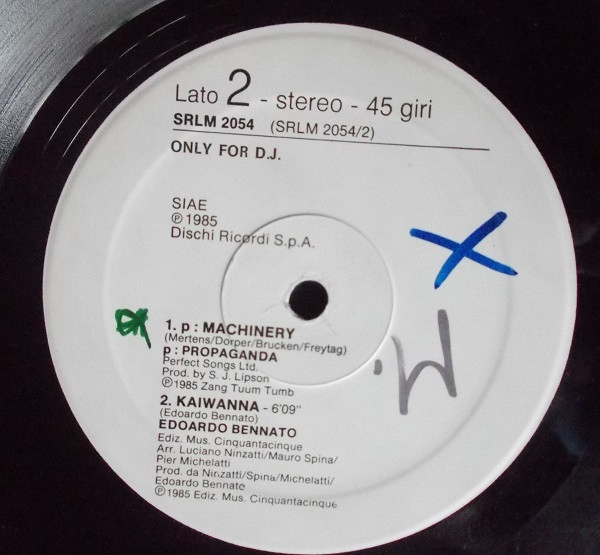 Lato 2 - stereo - 45 giri
SRLM 2054 (SRLM 2054/2)
ONLY FOR D.J.
SIAE
℗ 1985
Dischi Ricordi S.p.A.
1. p : MACHINERY
(Mertens/Dörper/Brucken/Freytag)
p : PROPAGANDA
Perfect Songs Ltd.
Prod. by S. J. Lipson
℗1985 Zang Tuum Tumb
2. KAIWANNA - 6'09"
(Edoardo Bennato)
EDOARDO BENNATO
Ediz. Mus. Cinquantacinque
Arr. Luciano Ninzatti/Mauro Spina/
Pier Michelatti
Prod. da Ninzatti/Spina/Michelatti/
Edoardo Bennato
℗1985 Ediz. Mus. Cinquantacinque